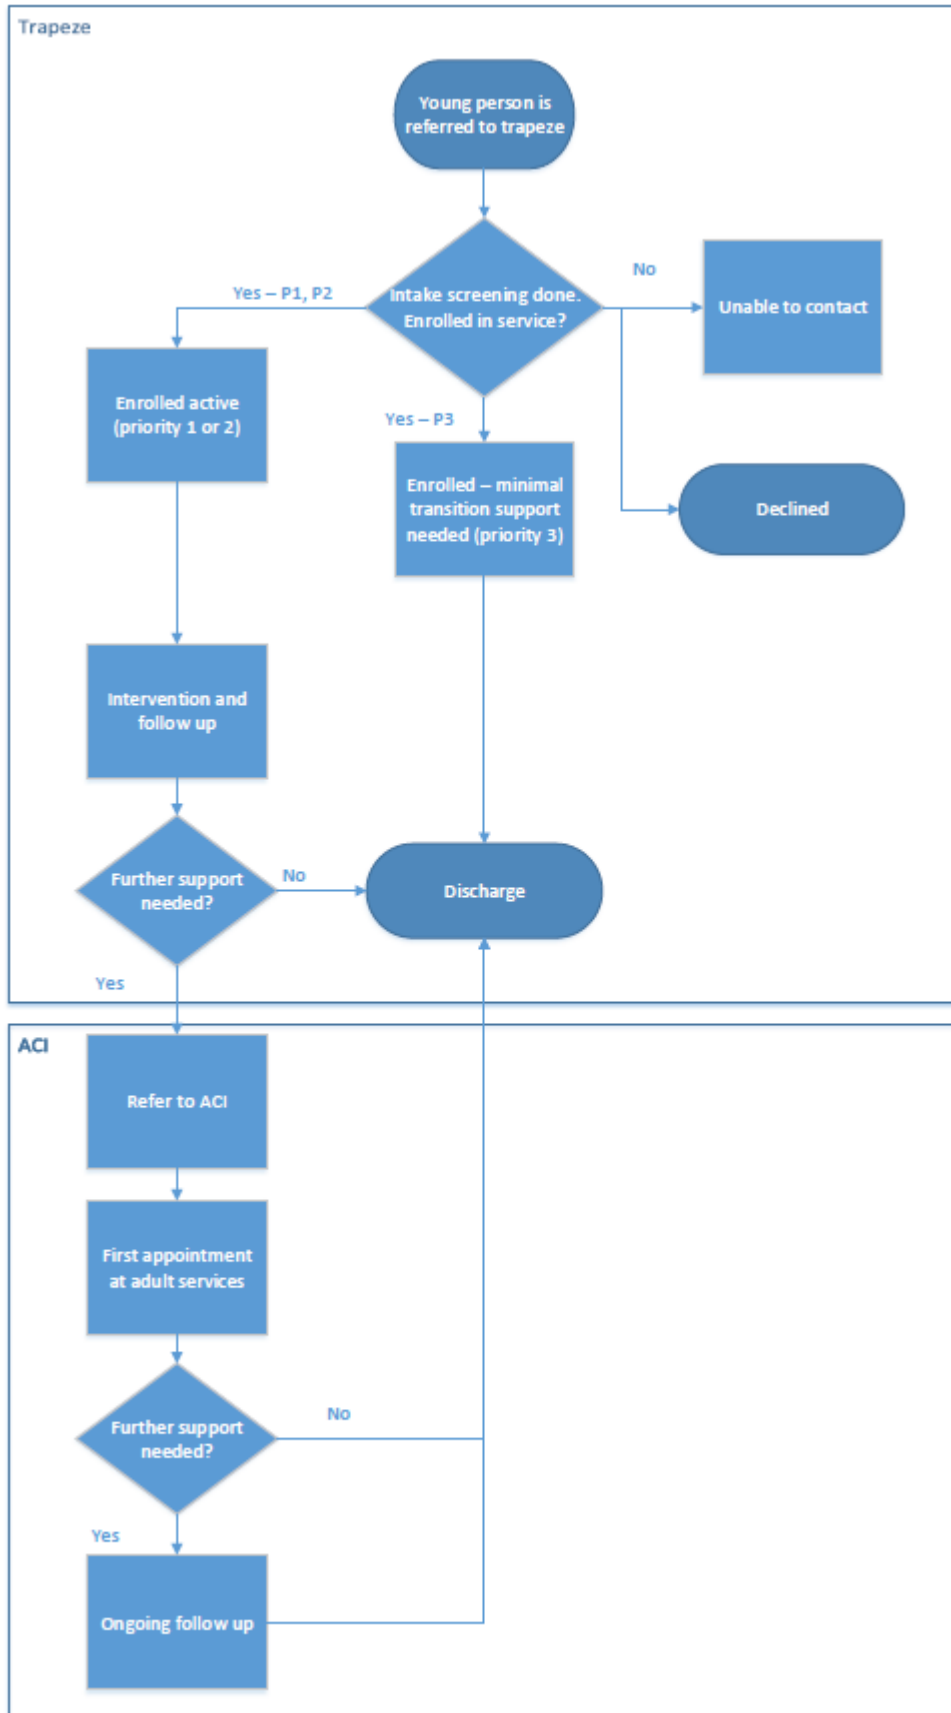 Trapeze
Young person is
referred to trapeze
No
Yes – P1, P2
Intake screening done.
Enrolled in service?
Unable to contact
Enrolled active
(priority 1 or 2)
Yes – P3
Enrolled – minimal
transition support
needed (priority 3)
Declined
Intervention and
follow up
Further support
needed?
No
Discharge
Yes
ACI
Refer to ACI
First appointment
at adult services
Further support
needed?
No
Yes
Ongoing follow up